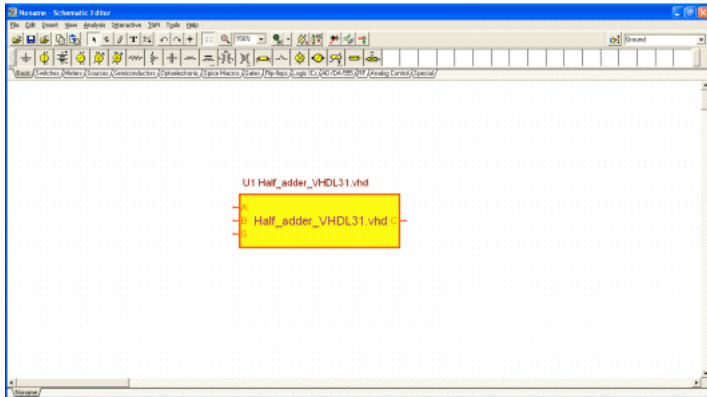 Noname - Schematic Editor
File Edit Insert View Analysis Interactive T&M Tools Help
150%
Ground
Basic Switches Meters Sources Semiconductors Optoelectronic Spice Macros Gates Flip-flops Logic ICs AD/DA-555 RF Analog Control Special
U1 Half_adder_VHDL31.vhd
A
B Half_adder_VHDL31.vhd C
S
Noname